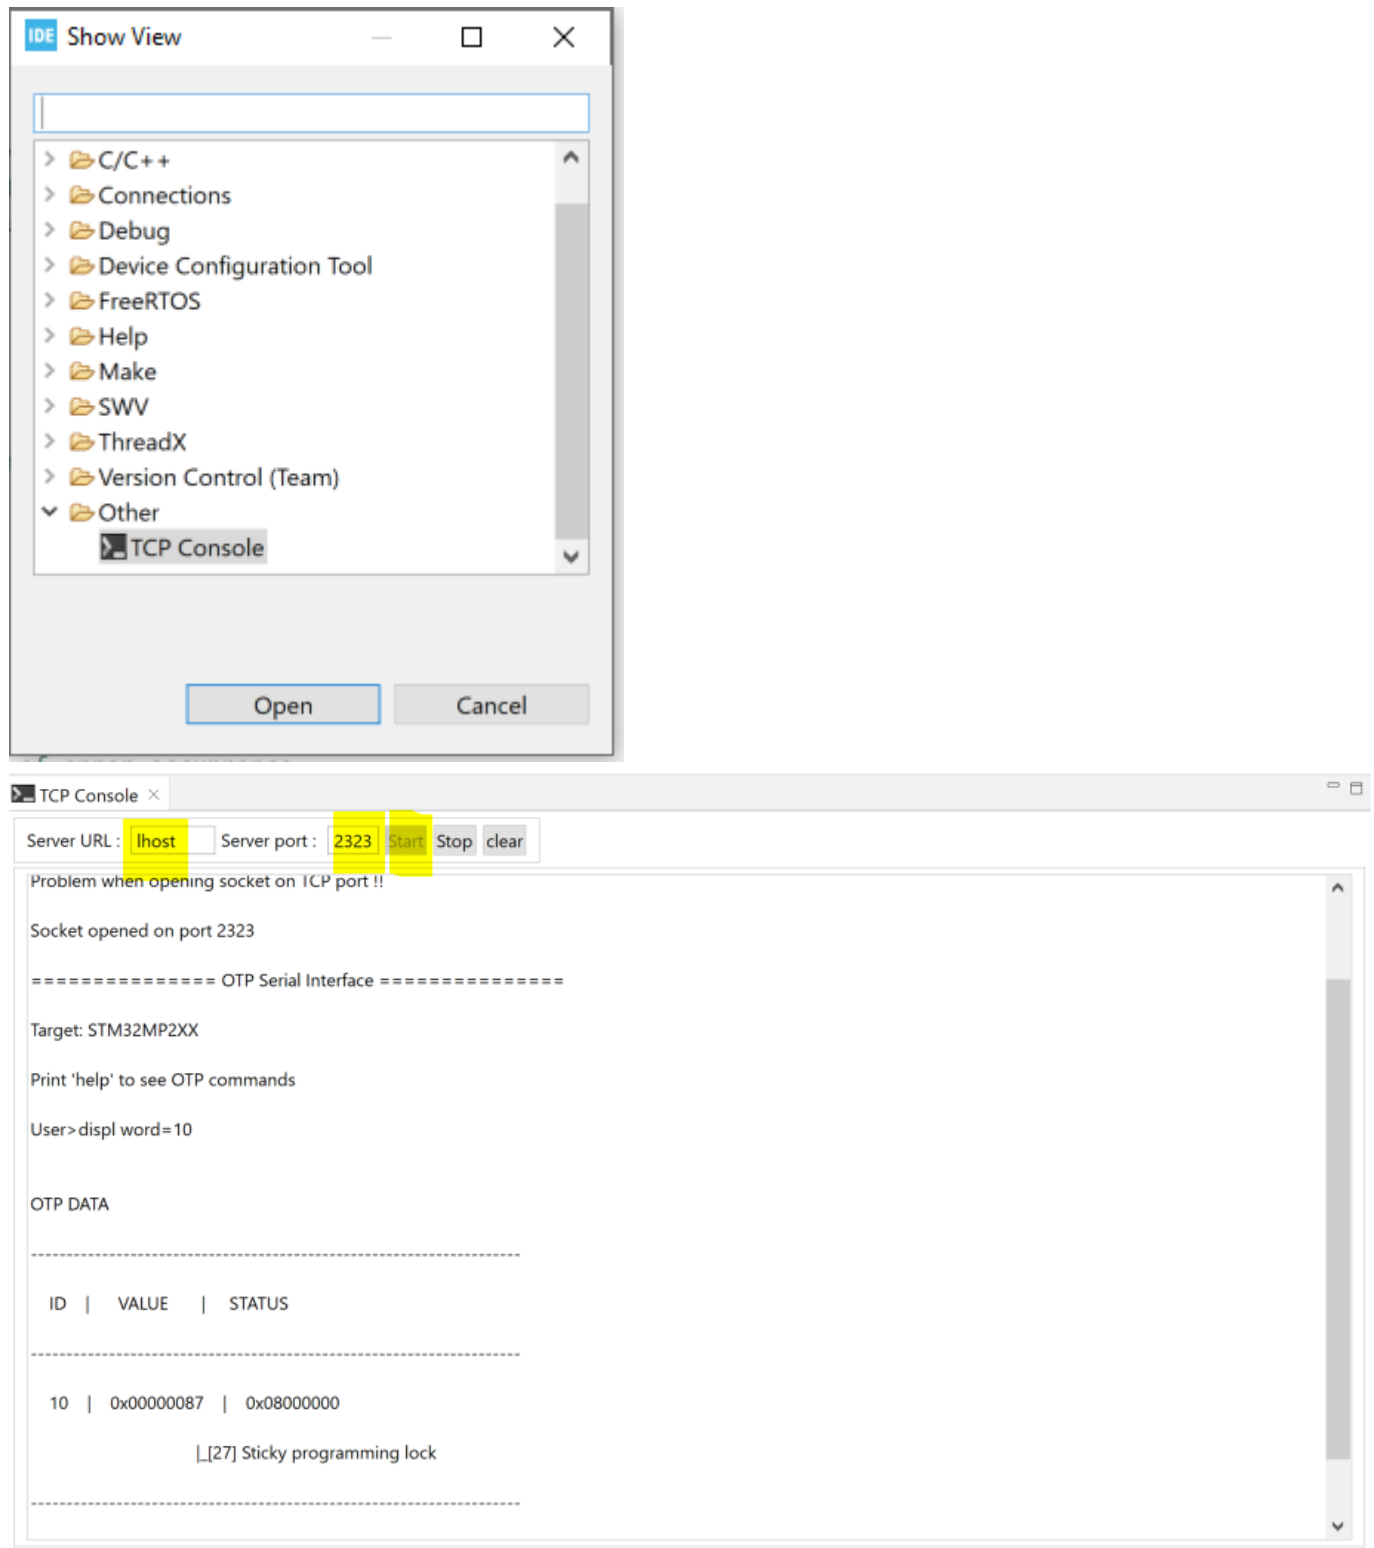 IDE Show View
C/C++
Connections
Debug
Device Configuration Tool
FreeRTOS
Help
Make
SWV
ThreadX
Version Control (Team)
Other
TCP Console
Open Cancel
TCP Console
Server URL : lhost Server port : 2323 Start Stop clear
Problem when opening socket on TCP port !!
Socket opened on port 2323
=============== OTP Serial Interface ===============
Target: STM32MP2XX
Print 'help' to see OTP commands
User>displ word=10
OTP DATA
--------------------------------------------------------------------
ID | VALUE | STATUS
--------------------------------------------------------------------
10 | 0x00000087 | 0x08000000
|_[27] Sticky programming lock
--------------------------------------------------------------------